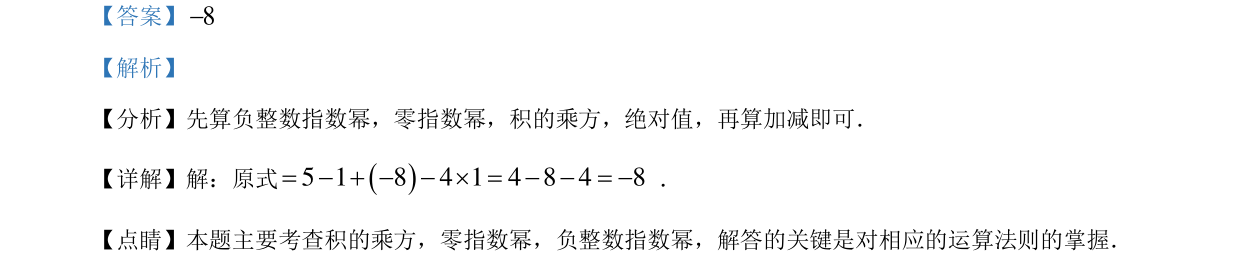 【答案】-8
【解析】
【分析】先算负整数指数幂，零指数幂，积的乘方，绝对值，再算加减即可．
【详解】解：原式=5−1+(−8)−4×1=4−8−4=−8 ．
【点睛】本题主要考查积的乘方，零指数幂，负整数指数幂，解答的关键是对相应的运算法则的掌握．